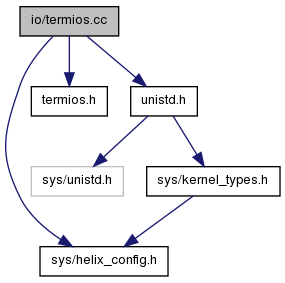 io/termios.cc
termios.h
unistd.h
sys/unistd.h
sys/kernel_types.h
sys/helix_config.h